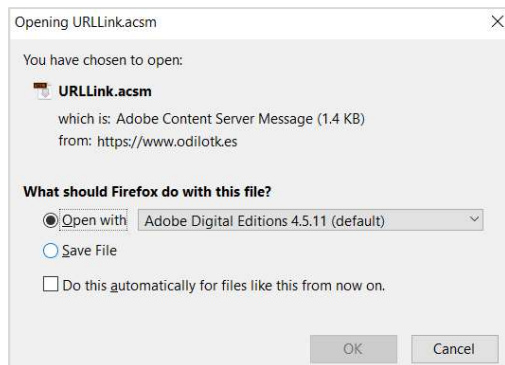 Opening URLLink.acsm
You have chosen to open:
URLLink.acsm
which is: Adobe Content Server Message (1.4 KB)
from: https://www.odilotk.es
What should Firefox do with this file?
Open with Adobe Digital Editions 4.5.11 (default)
Save File
Do this automatically for files like this from now on.
OK Cancel